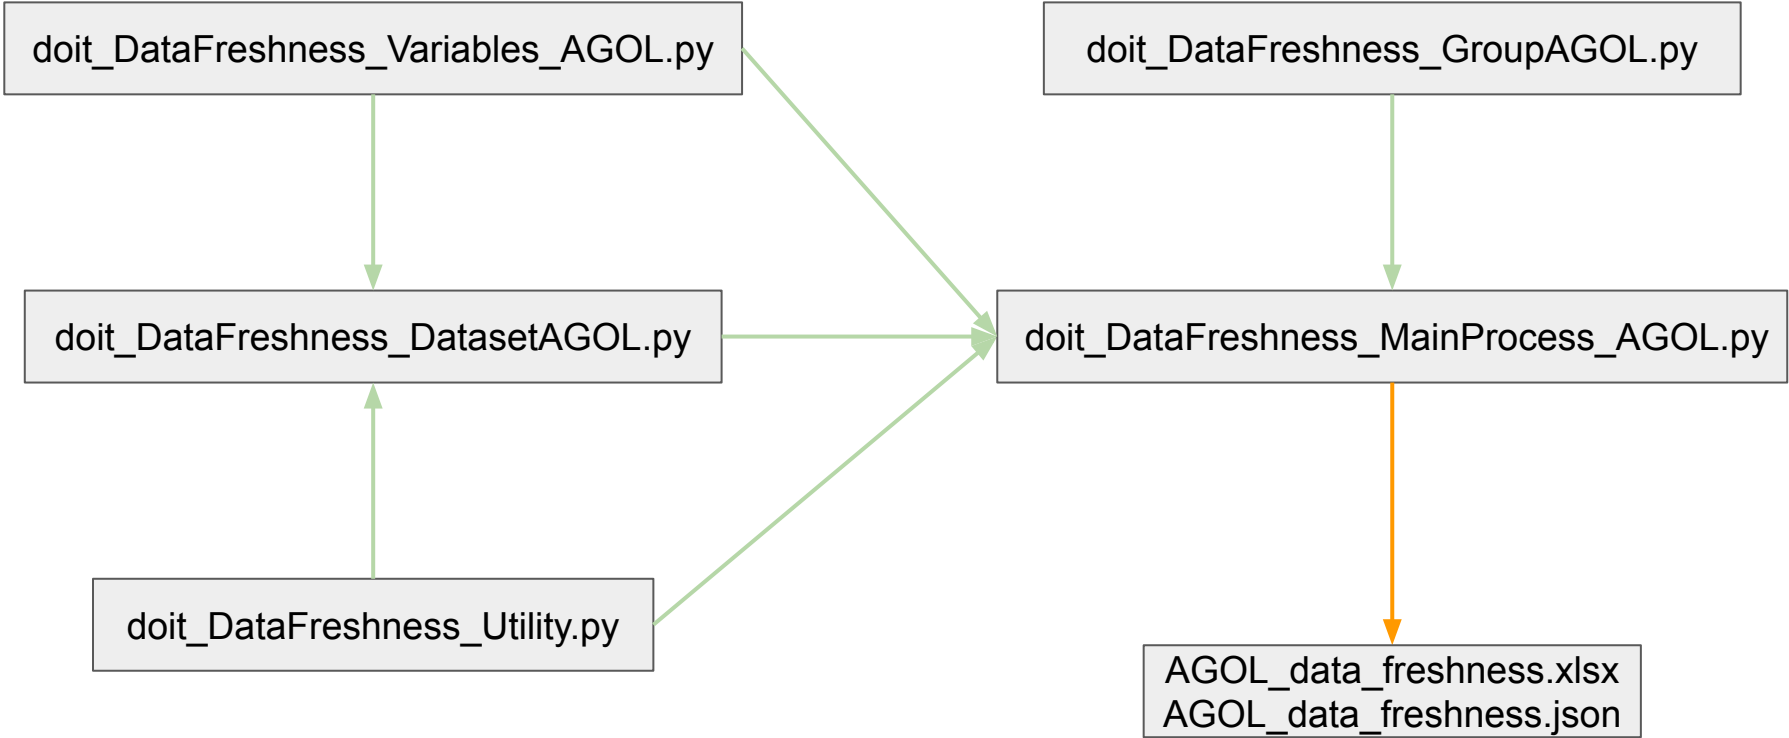 doit_DataFreshness_Variables_AGOL.py
doit_DataFreshness_GroupAGOL.py
doit_DataFreshness_DatasetAGOL.py
doit_DataFreshness_MainProcess_AGOL.py
doit_DataFreshness_Utility.py
AGOL_data_freshness.xlsx
AGOL_data_freshness.json